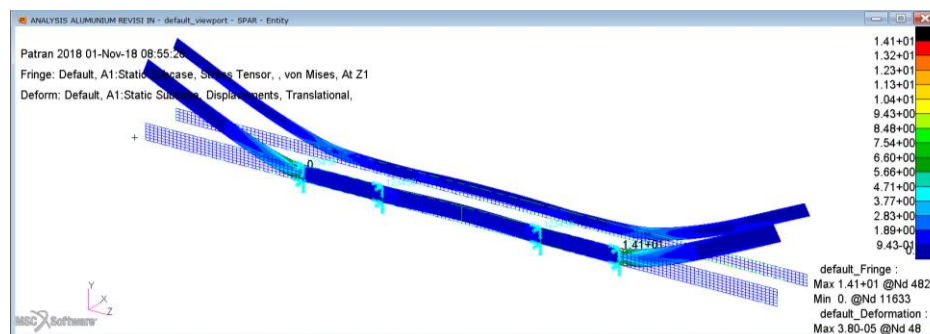 ANALYSIS ALUMUNIUM REVISI IN - default_viewport - SPAR - Entity
Patran 2018 01-Nov-18 08:55:26
Fringe: Default, A1:Static Subcase, Stress Tensor, , von Mises, At Z1
Deform: Default, A1:Static Subcase, Displacements, Translational,
1.41+01
1.32+01
1.23+01
1.13+01
1.04+01
9.43+00
8.48+00
7.54+00
6.60+00
5.66+00
4.71+00
3.77+00
2.83+00
1.89+00
9.43-01
0.
0
1.41+01
default_Fringe :
Max 1.41+01 @Nd 482
Min 0. @Nd 11633
default_Deformation :
Max 3.80-05 @Nd 48
Y
X
Z
MSC Software